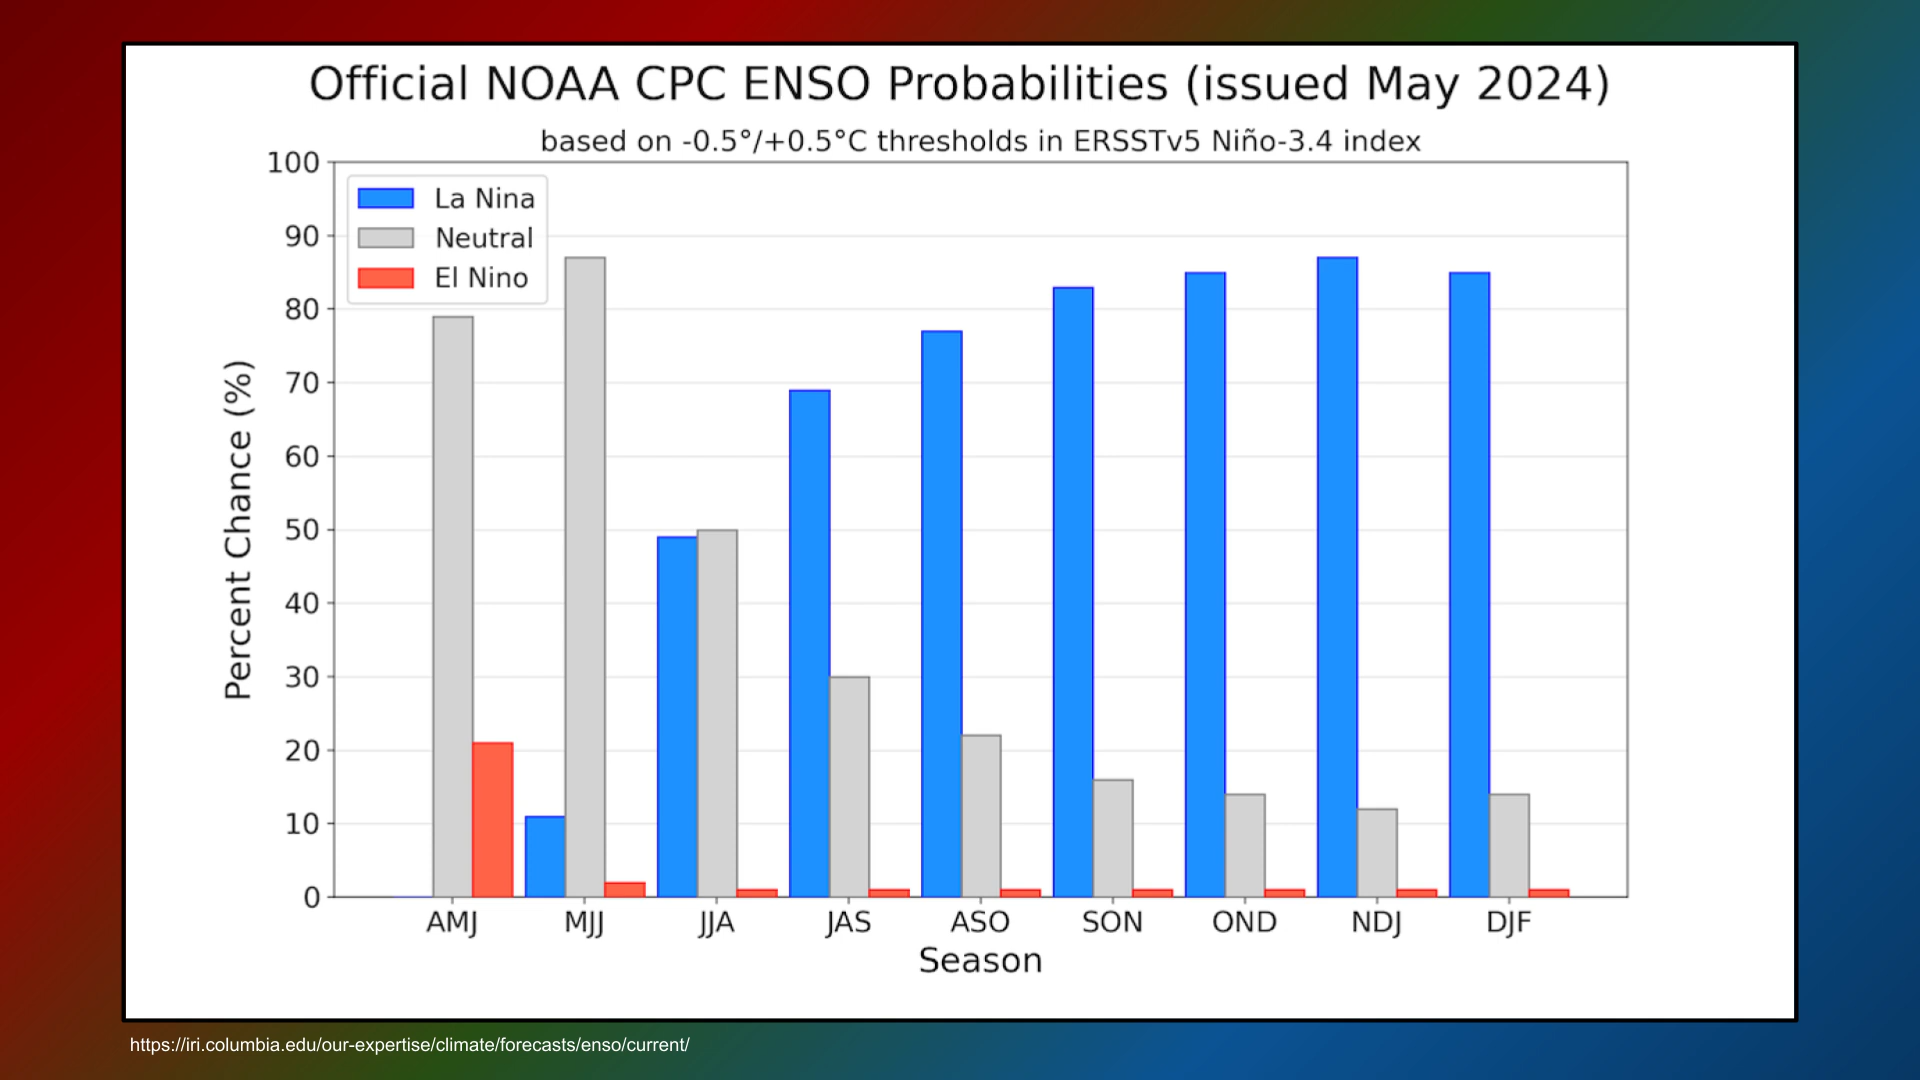 Official NOAA CPC ENSO Probabilities (issued May 2024)
based on -0.5°/+0.5°C thresholds in ERSSTv5 Niño-3.4 index
La Nina
Neutral
El Nino
Percent Chance (%)
100
90
80
70
60
50
40
30
20
10
0
AMJ MJJ JJA JAS ASO SON OND NDJ DJF
Season
https://iri.columbia.edu/our-expertise/climate/forecasts/enso/current/